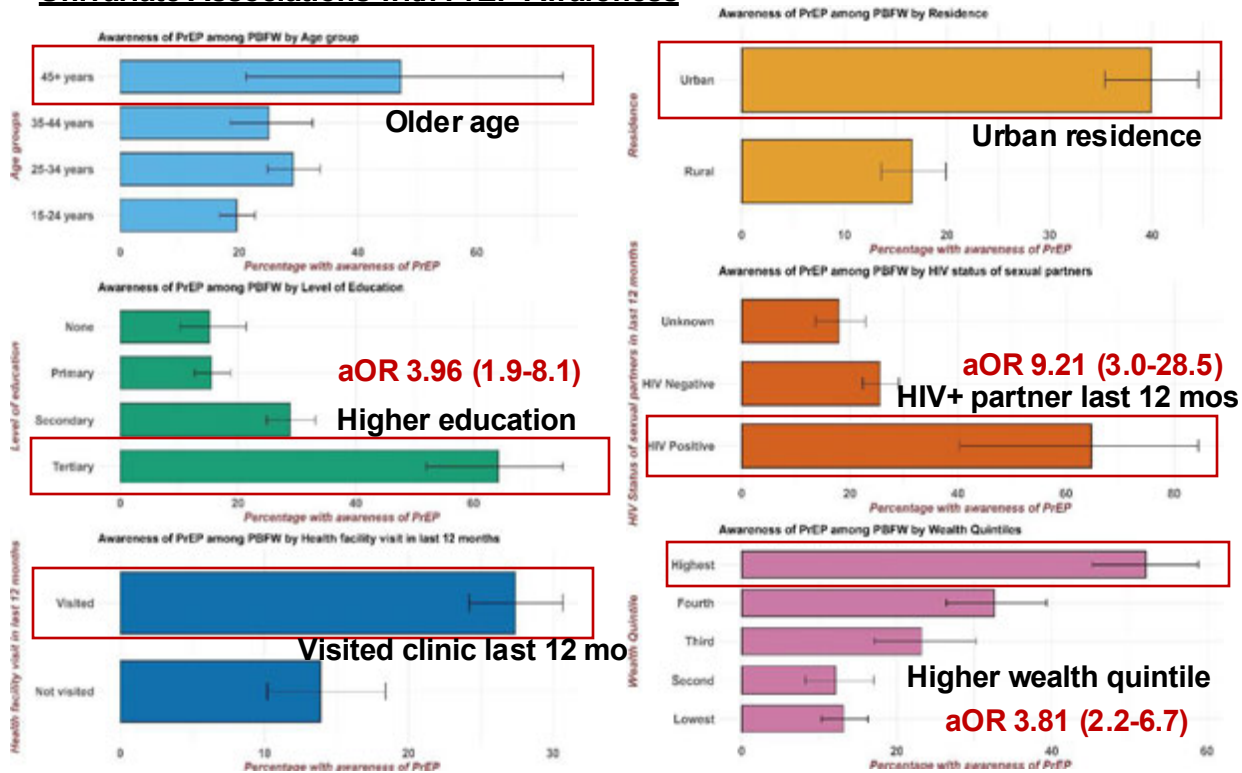 Univariate Associations with PrEP Awareness
Awareness of PrEP among PBFW by Age group
Age groups
45+ years
35-44 years
25-34 years
15-24 years
Older age
0 20 40 60
Percentage with awareness of PrEP
Awareness of PrEP among PBFW by Level of Education
Level of education
None
Primary
Secondary
Tertiary
aOR 3.96 (1.9-8.1)
Higher education
0 20 40 60
Percentage with awareness of PrEP
Awareness of PrEP among PBFW by Health facility visit in last 12 months
Health facility visit in last 12 months
Visited
Not visited
Visited clinic last 12 mo
0 10 20 30
Percentage with awareness of PrEP
Awareness of PrEP among PBFW by Residence
Residence
Urban
Rural
Urban residence
0 10 20 30 40
Percentage with awareness of PrEP
Awareness of PrEP among PBFW by HIV status of sexual partners
HIV Status of sexual partners in last 12 months
Unknown
HIV Negative
HIV Positive
aOR 9.21 (3.0-28.5)
HIV+ partner last 12 mos
0 20 40 60 80
Percentage with awareness of PrEP
Awareness of PrEP among PBFW by Wealth Quintiles
Wealth Quintile
Highest
Fourth
Third
Second
Lowest
Higher wealth quintile
aOR 3.81 (2.2-6.7)
0 20 40 60
Percentage with awareness of PrEP